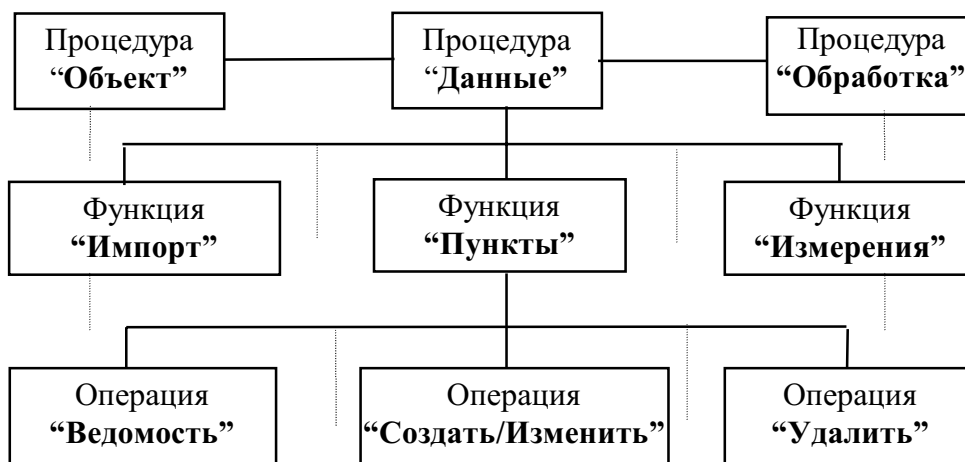 Процедура
“Объект”
Процедура
“Данные”
Процедура
“Обработка”
Функция
“Импорт”
Функция
“Пункты”
Функция
“Измерения”
Операция
“Ведомость”
Операция
“Создать/Изменить”
Операция
“Удалить”